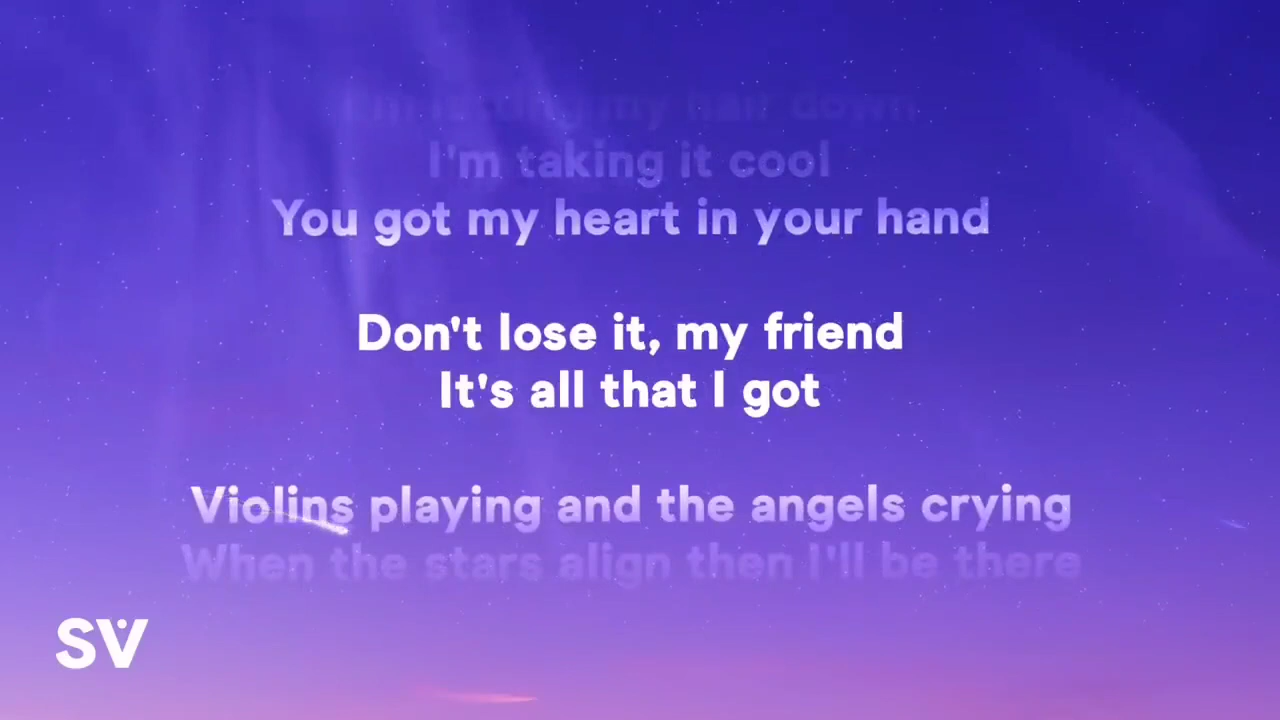 I'm letting my hair down
I'm taking it cool
You got my heart in your hand
Don't lose it, my friend
It's all that I got
Violins playing and the angels crying
When the stars align then I'll be there
SV